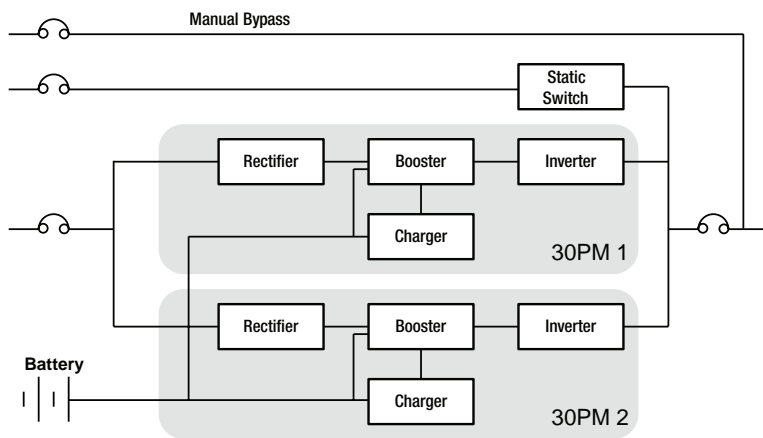 Manual Bypass
Static
Switch
Rectifier
Booster
Inverter
Charger
30PM 1
Rectifier
Booster
Inverter
Battery
Charger
30PM 2